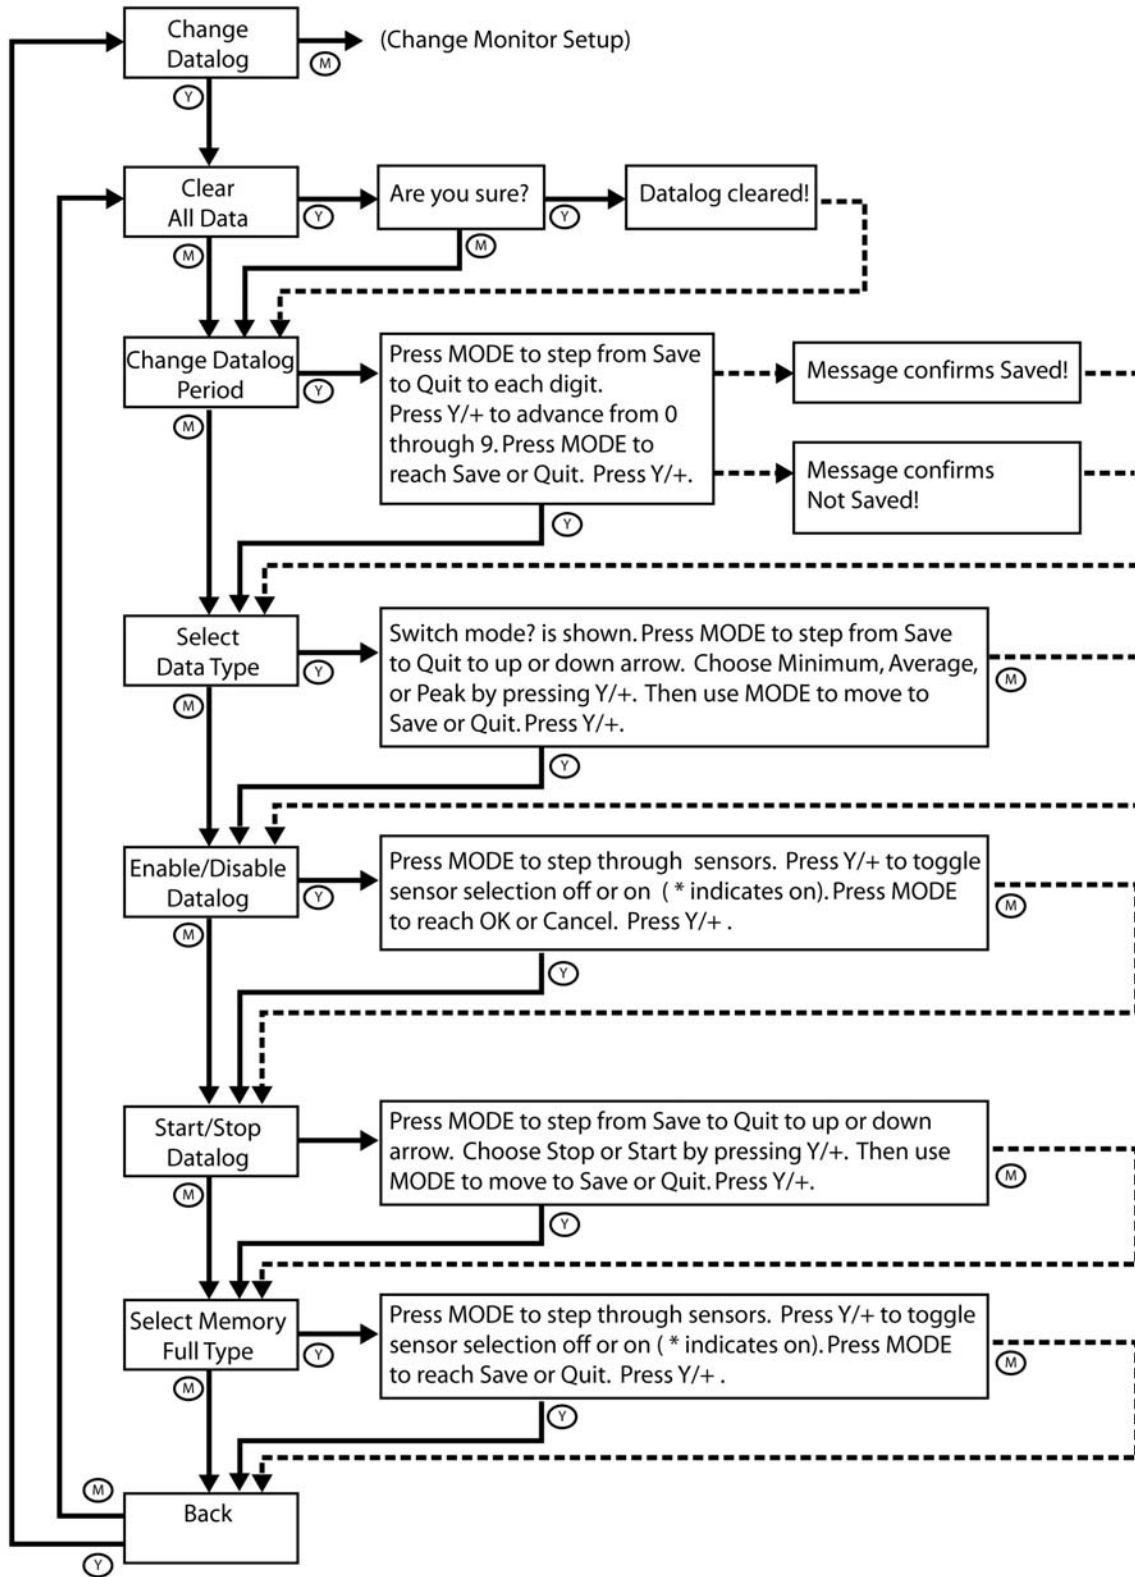 Change
Datalog
(Change Monitor Setup)
M
Y
Clear
All Data
Y
Are you sure?
Y
Datalog cleared!
M
M
Change Datalog
Period
Y
Press MODE to step from Save
to Quit to each digit.
Press Y/+ to advance from 0
through 9. Press MODE to
reach Save or Quit. Press Y/+.
Message confirms Saved!
Message confirms
Not Saved!
M
Y
Select
Data Type
Y
Switch mode? is shown. Press MODE to step from Save
to Quit to up or down arrow. Choose Minimum, Average,
or Peak by pressing Y/+. Then use MODE to move to
Save or Quit. Press Y/+.
M
M
Y
Enable/Disable
Datalog
Y
Press MODE to step through sensors. Press Y/+ to toggle
sensor selection off or on ( * indicates on). Press MODE
to reach OK or Cancel. Press Y/+ .
M
M
Y
Start/Stop
Datalog
Press MODE to step from Save to Quit to up or down
arrow. Choose Stop or Start by pressing Y/+. Then use
MODE to move to Save or Quit. Press Y/+.
M
M
Y
Select Memory
Full Type
Y
Press MODE to step through sensors. Press Y/+ to toggle
sensor selection off or on ( * indicates on). Press MODE
to reach Save or Quit. Press Y/+ .
M
M
Y
M
Back
Y